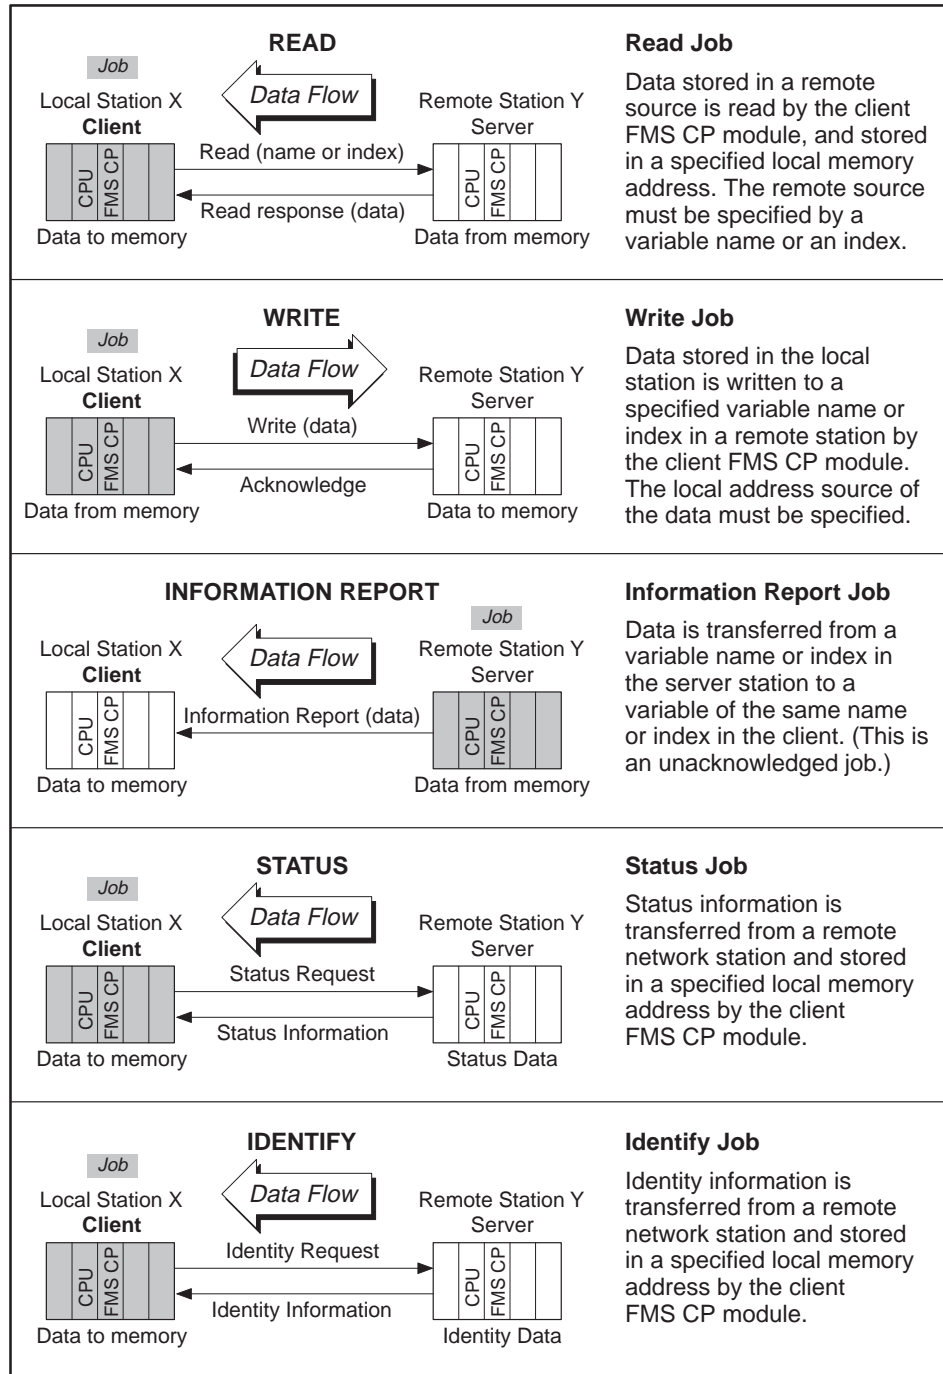 READ
Job
Data Flow
Local Station X
Client
Remote Station Y
Server
CPU
FMS CP
Read (name or index)
Read response (data)
CPU
FMS CP
Data to memory
Data from memory
Read Job
Data stored in a remote
source is read by the client
FMS CP module, and stored
in a specified local memory
address. The remote source
must be specified by a
variable name or an index.
WRITE
Job
Data Flow
Local Station X
Client
Remote Station Y
Server
CPU
FMS CP
Write (data)
Acknowledge
CPU
FMS CP
Data from memory
Data to memory
Write Job
Data stored in the local
station is written to a
specified variable name or
index in a remote station by
the client FMS CP module.
The local address source of
the data must be specified.
INFORMATION REPORT
Job
Data Flow
Local Station X
Client
Remote Station Y
Server
CPU
FMS CP
Information Report (data)
CPU
FMS CP
Data to memory
Data from memory
Information Report Job
Data is transferred from a
variable name or index in
the server station to a
variable of the same name
or index in the client. (This is
an unacknowledged job.)
STATUS
Job
Data Flow
Local Station X
Client
Remote Station Y
Server
CPU
FMS CP
Status Request
Status Information
CPU
FMS CP
Data to memory
Status Data
Status Job
Status information is
transferred from a remote
network station and stored
in a specified local memory
address by the client
FMS CP module.
IDENTIFY
Job
Data Flow
Local Station X
Client
Remote Station Y
Server
CPU
FMS CP
Identity Request
Identity Information
CPU
FMS CP
Data to memory
Identity Data
Identify Job
Identity information is
transferred from a remote
network station and stored
in a specified local memory
address by the client
FMS CP module.